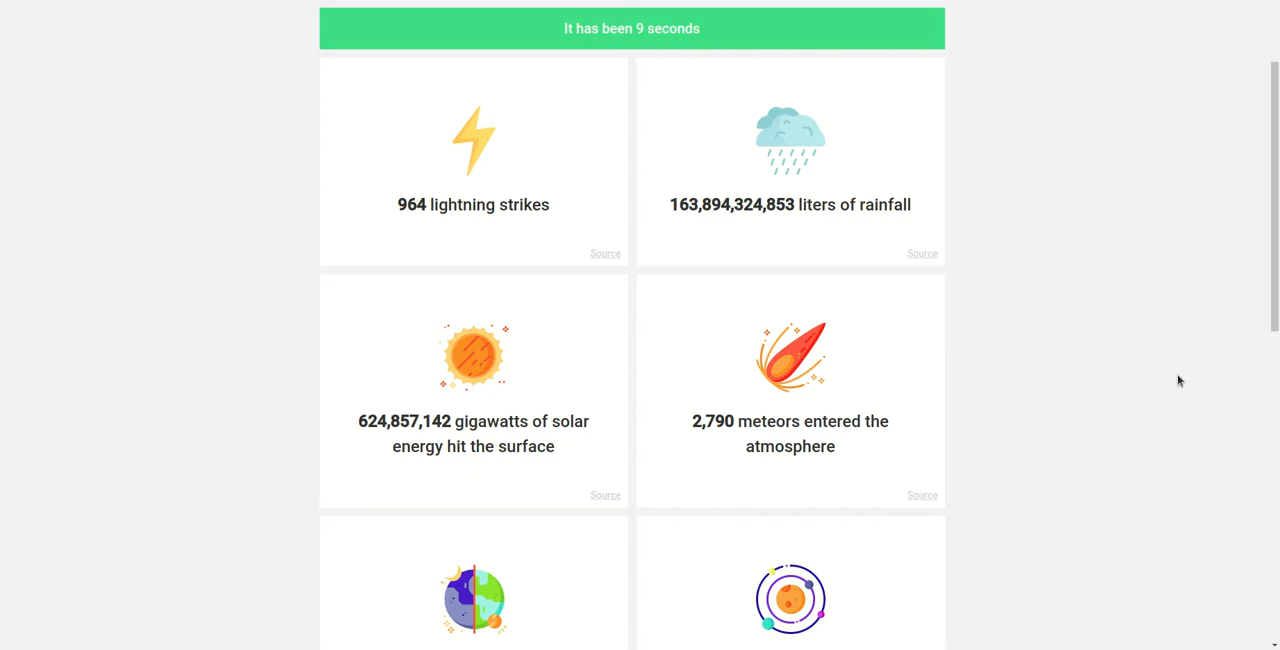 It has been 9 seconds
964 lightning strikes
163,894,324,853 liters of rainfall
Source
Source
624,857,142 gigawatts of solar
energy hit the surface
2,790 meteors entered the
atmosphere
Source
Source